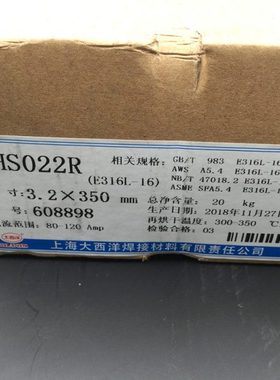 HS022R
(E316L-16)
寸:3.2×350 mm
号:608898
流范围: 80-120 Amp
相关规格: GB/T 983 E316L-16
AWS A5.4 E316L-16
NB/T 47018.2 E316L-
ASME SFA5.4 E316L
总净含量: 20 kg
生产日期: 2018年11月27
再烘干温度: 300-350 ℃
检验合格: 03
上海大西洋焊接材料有限责任公司